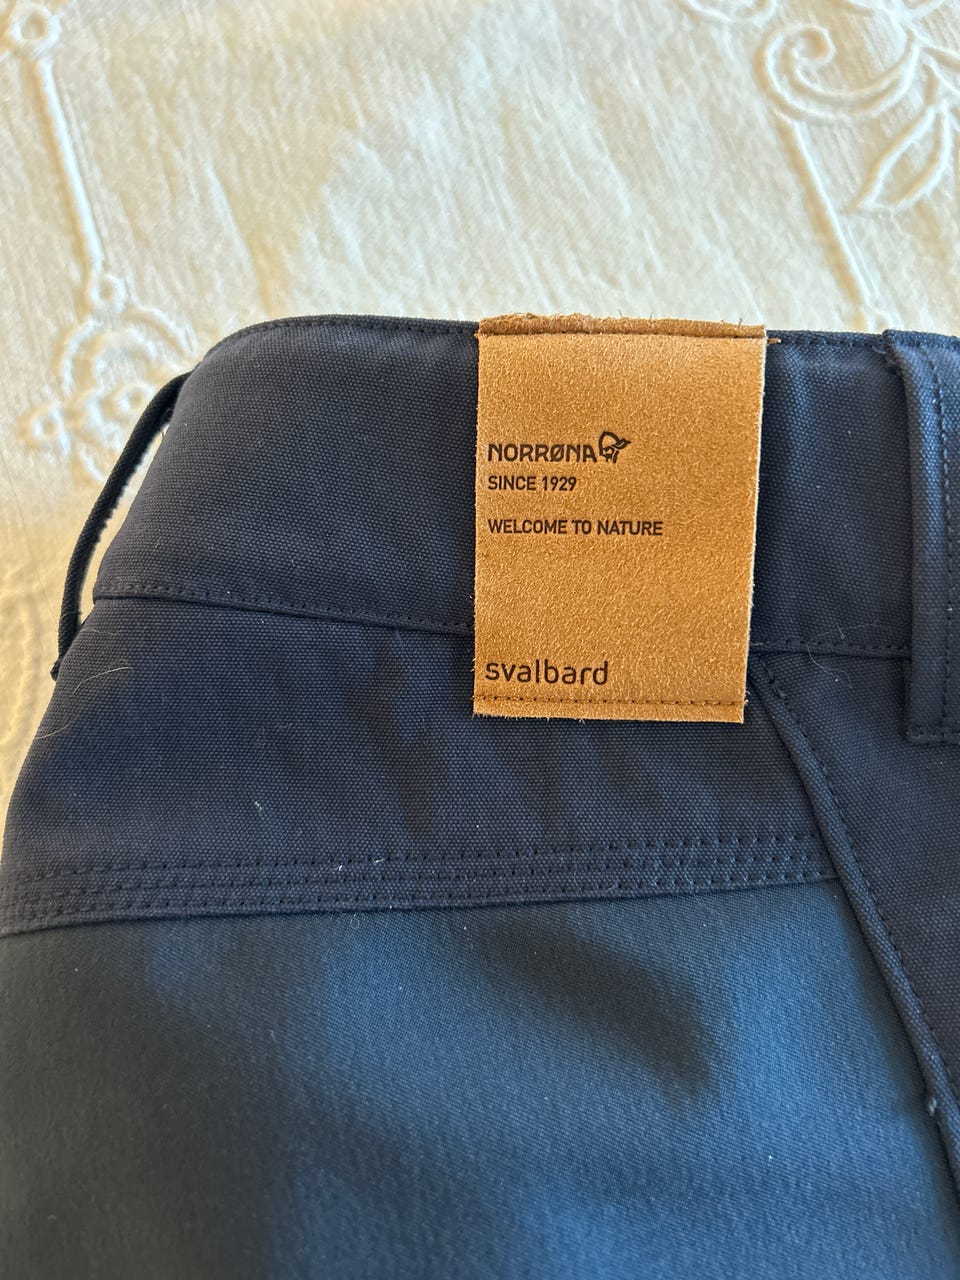 NORRØNA
SINCE 1929
WELCOME TO NATURE
svalbard